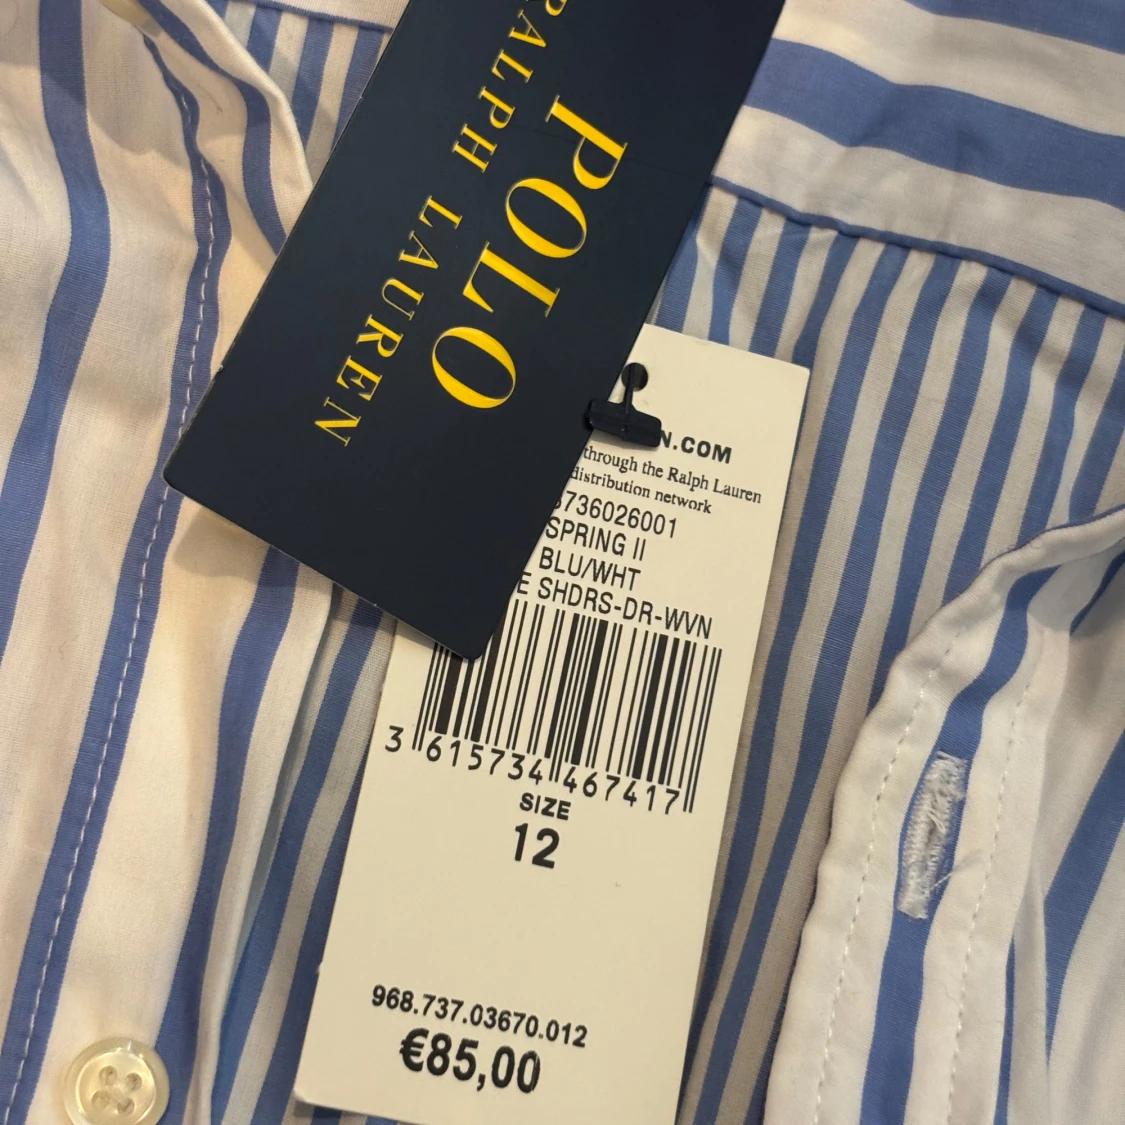 POLO
RALPH LAUREN
through the Ralph Lauren
distribution network
736026001
SPRING II
BLU/WHT
SHDRS-DR-WVN
3 615734 467417
SIZE
12
968.737.03670.012
€85,00